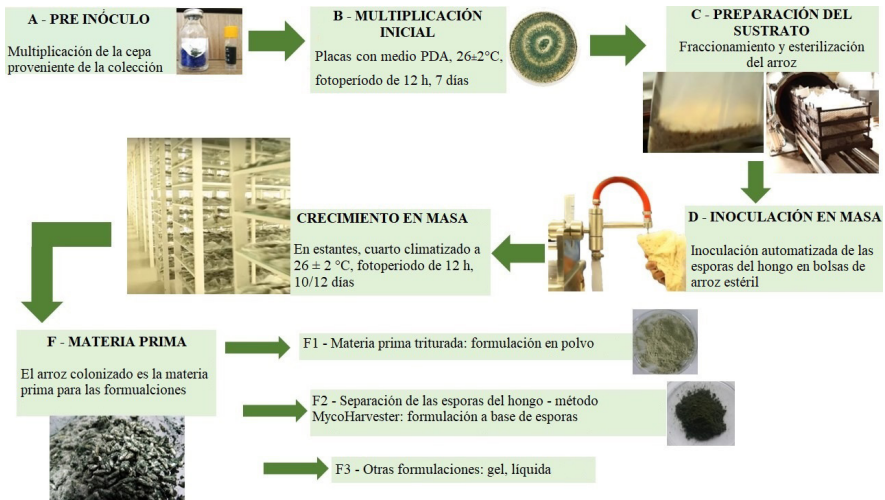 A - PRE INÓCULO
Multiplicación de la cepa
proveniente de la colección
B - MULTIPLICACIÓN
INICIAL
Placas con medio PDA, 26±2°C,
fotoperíodo de 12 h, 7 días
C - PREPARACIÓN DEL
SUSTRATO
Fraccionamiento y esterilización
del arroz
D - INOCULACIÓN EN MASA
Inoculación automatizada de las
esporas del hongo en bolsas de
arroz estéril
CRECIMIENTO EN MASA
En estantes, cuarto climatizado a
26 ± 2 °C, fotoperiodo de 12 h,
10/12 días
F - MATERIA PRIMA
El arroz colonizado es la materia
prima para las formualciones
F1 - Materia prima triturada: formulación en polvo
F2 - Separación de las esporas del hongo - método
MycoHarvester: formulación a base de esporas
F3 - Otras formulaciones: gel, líquida